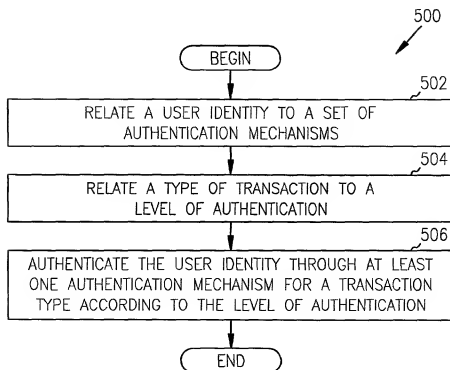 500
BEGIN
502
RELATE A USER IDENTITY TO A SET OF
AUTHENTICATION MECHANISMS
504
RELATE A TYPE OF TRANSACTION TO A
LEVEL OF AUTHENTICATION
506
AUTHENTICATE THE USER IDENTITY THROUGH AT LEAST
ONE AUTHENTICATION MECHANISM FOR A TRANSACTION
TYPE ACCORDING TO THE LEVEL OF AUTHENTICATION
END